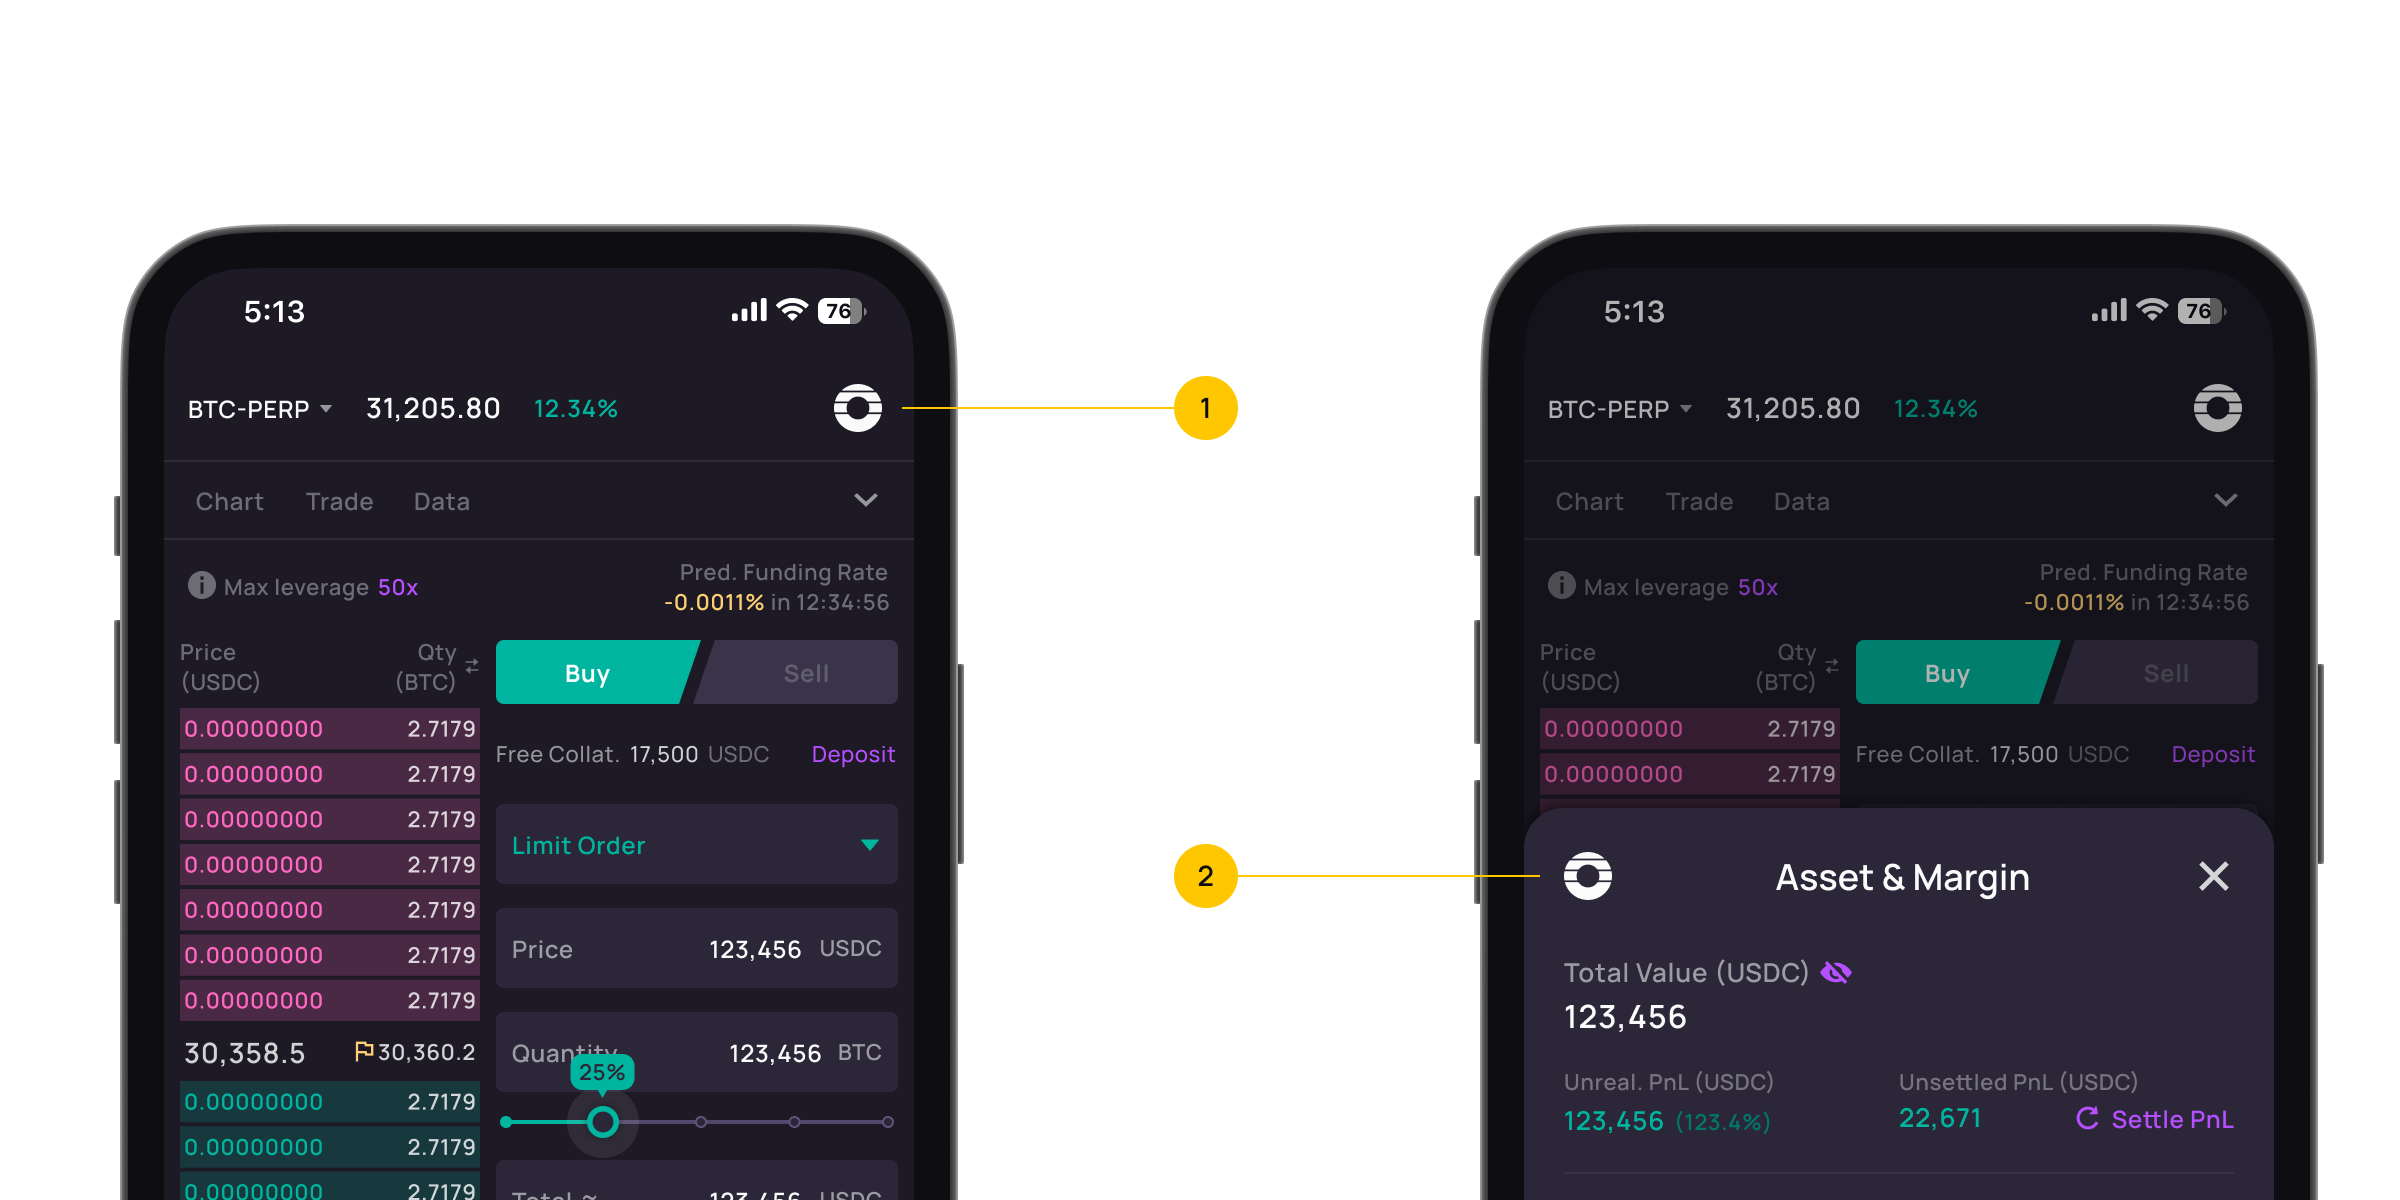 5:13
76
BTC-PERP 31,205.80 12.34%
1
Chart Trade Data
Max leverage 50x
Pred. Funding Rate
-0.0011% in 12:34:56
Price (USDC)
Qty (BTC)
Buy
Sell
0.00000000 2.7179
0.00000000 2.7179
0.00000000 2.7179
0.00000000 2.7179
0.00000000 2.7179
0.00000000 2.7179
0.00000000 2.7179
30,358.5 30,360.2
0.00000000 2.7179
0.00000000 2.7179
0.00000000 2.7179
Free Collat. 17,500 USDC Deposit
Limit Order
Price 123,456 USDC
Quantity 123,456 BTC
25%
Total ≈ 123,456 USDC
5:13
76
BTC-PERP 31,205.80 12.34%
Chart Trade Data
Max leverage 50x
Pred. Funding Rate
-0.0011% in 12:34:56
Price (USDC)
Qty (BTC)
Buy
Sell
0.00000000 2.7179
0.00000000 2.7179
Free Collat. 17,500 USDC Deposit
2
Asset & Margin
Total Value (USDC)
123,456
Unreal. PnL (USDC)
123,456 (123.4%)
Unsettled PnL (USDC)
22,671
Settle PnL